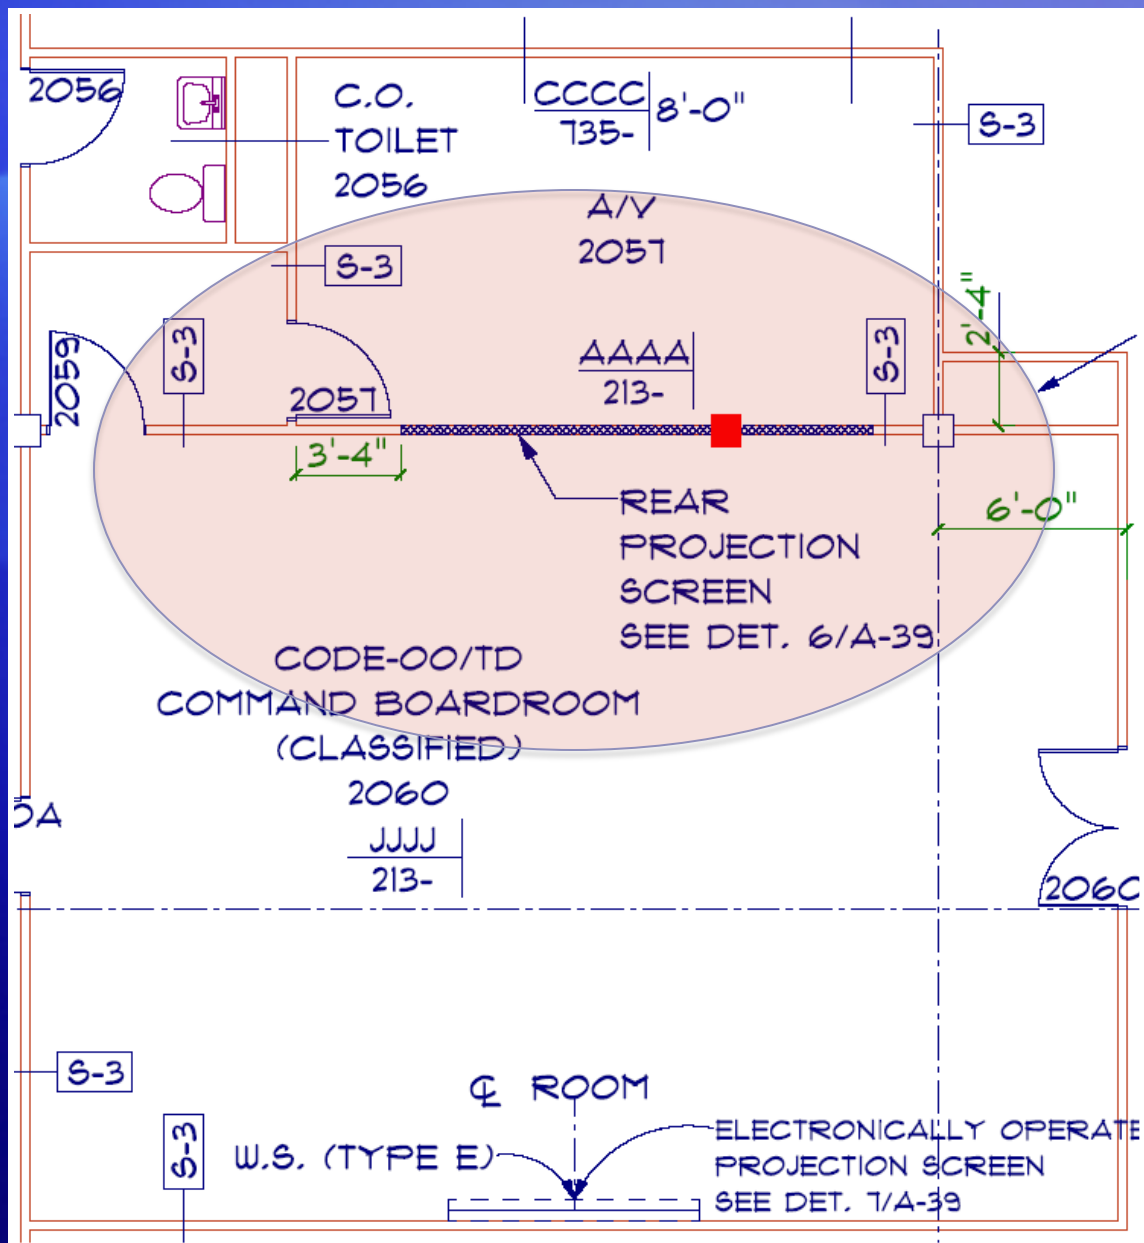 2056
C.O.
TOILET
2056
CCCC
735-
8'-0"
S-3
A/V
2057
S-3
2'-4"
2059
S-3
AAAA
213-
S-3
2057
3'-4"
REAR
PROJECTION
SCREEN
SEE DET. 6/A-39
6'-0"
CODE-00/TD
COMMAND BOARDROOM
(CLASSIFIED)
2060
JJJJ
213-
0A
2060
S-3
S-3
℄ ROOM
W.S. (TYPE E)
ELECTRONICALLY OPERATE
PROJECTION SCREEN
SEE DET. 7/A-39